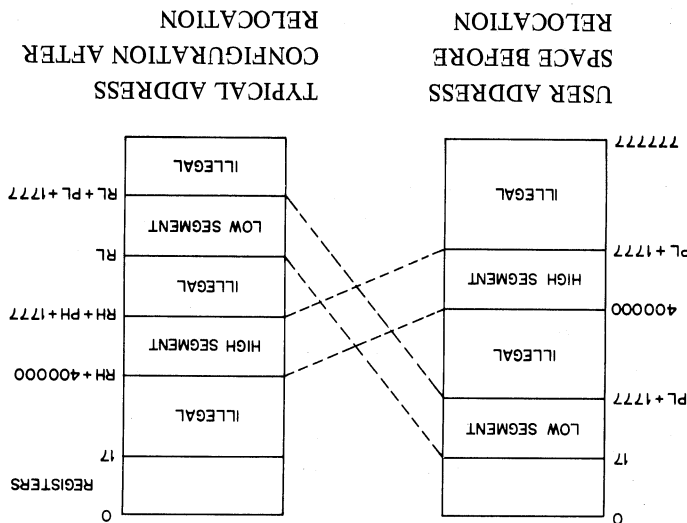 0
17
LOW SEGMENT
PL+1777
ILLEGAL
400000
HIGH SEGMENT
PL+1777
ILLEGAL
777777
USER ADDRESS
SPACE BEFORE
RELOCATION
0
REGISTERS
17
ILLEGAL
RH+400000
HIGH SEGMENT
RH+PH+1777
ILLEGAL
RL
LOW SEGMENT
RL+PL+1777
ILLEGAL
TYPICAL ADDRESS
CONFIGURATION AFTER
RELOCATION